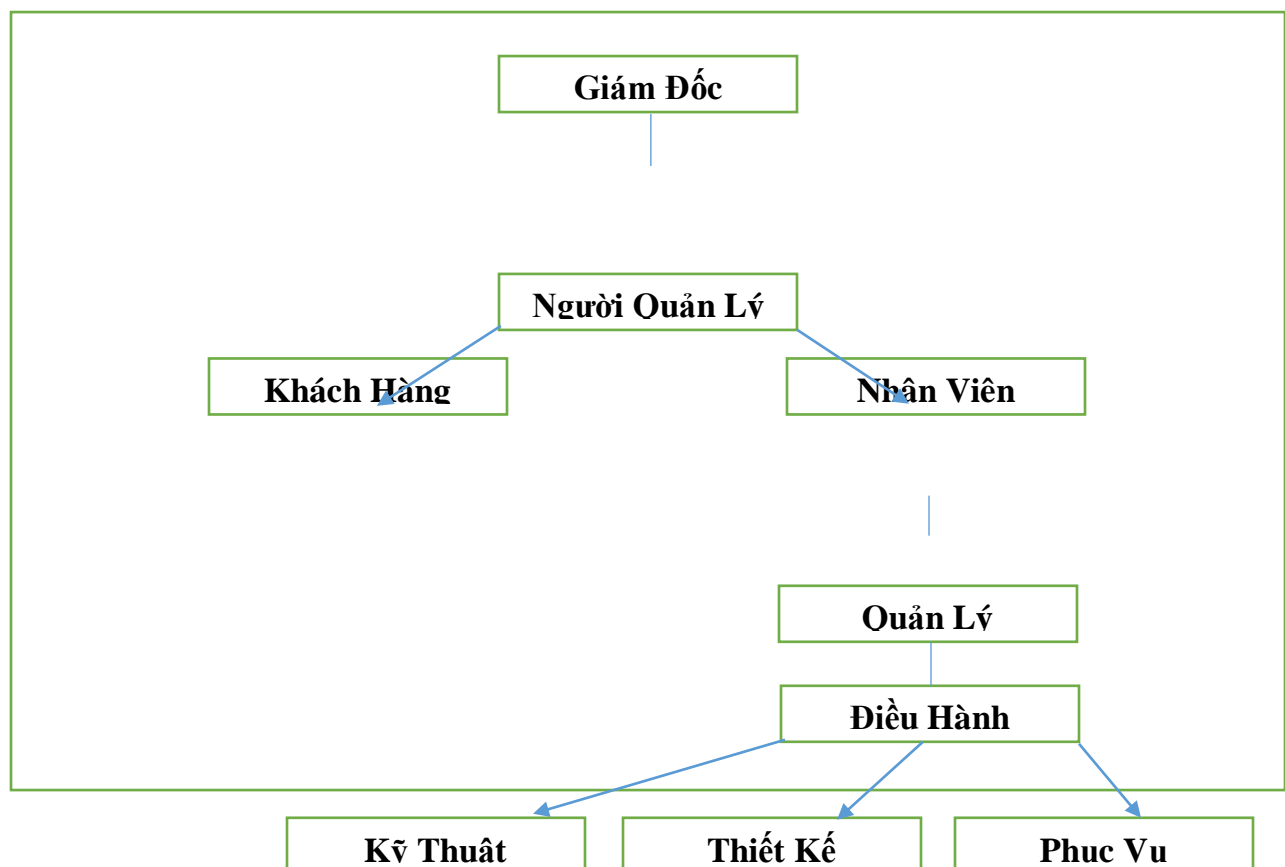 Giám Đốc
Người Quản Lý
Khách Hàng
Nhân Viên
Quản Lý
Điều Hành
Kỹ Thuật
Thiết Kế
Phục Vụ